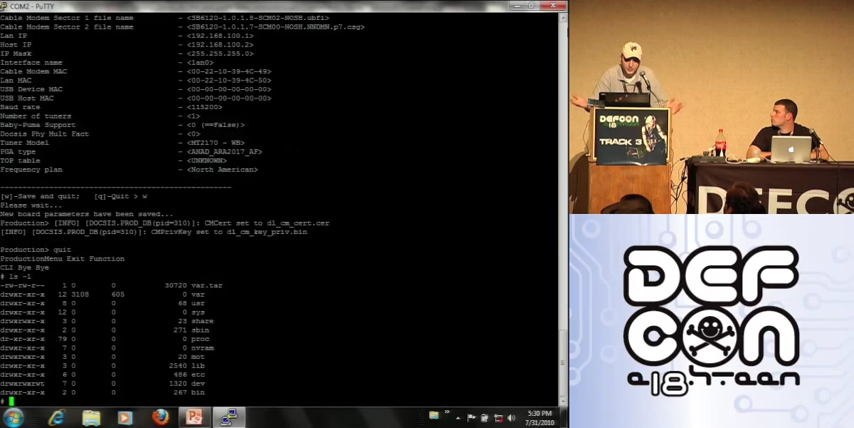 COM2 - PuTTY
Cable Modem Sector 1 file name - <SB6120-1.0.1.8-SCM02-NOSH.ubfi>
Cable Modem Sector 2 file name - <SB6120-1.0.1.7-SCM00-NOSH.NNDMN.p7.csg>
Lan IP - <192.168.100.1>
Host IP - <192.168.100.2>
IP Mask - <255.255.255.0>
Interface name - <lan0>
Cable Modem MAC - <00-22-10-39-4C-49>
Lan MAC - <00-22-10-39-4C-50>
USB Device MAC - <00-00-00-00-00-00>
USB Host MAC - <00-00-00-00-00-00>
Baud rate - <115200>
Number of tuners - <1>
Baby-Puma Support - <0 (==False)>
Docsis Phy Mult Fact - <0>
Tuner Model - <MT2170 - WB>
PGA type - <ANAD_ARA2017_AF>
TOP table - <UNKNOWN>
Frequency plan - <North American>
[w]-Save and quit; [q]-Quit > w
Please wait...
New board parameters have been saved...
Production> [INFO] [DOCSIS.PROD_DB(pid=310)]: CMCert set to dl_cm_cert.cer
[INFO] [DOCSIS.PROD_DB(pid=310)]: CMPrivKey set to dl_cm_key_priv.bin
Production> quit
ProductionMenu Exit Function
CLI Bye Bye
# ls -l
-rw-rw-r-- 1 0 0 30720 var.tar
drwxr-xr-x 12 3108 605 0 var
drwxr-xr-x 8 0 0 68 usr
drwxr-xr-x 12 0 0 0 sys
drwxrwxr-x 3 0 0 23 share
drwxr-xr-x 2 0 0 271 sbin
dr-xr-xr-x 79 0 0 0 proc
drwxr-xr-x 7 0 0 0 nvram
drwxr-xr-x 3 0 0 20 mnt
drwxrwxr-x 3 0 0 2540 lib
drwxr-xr-x 6 0 0 486 etc
drwxrwxrwt 7 0 0 1320 dev
drwxr-xr-x 2 0 0 267 bin
#
5:30 PM
7/31/2010
DEFCON
18
TRACK 3
DEFCO
DEF
CON
e18hteen